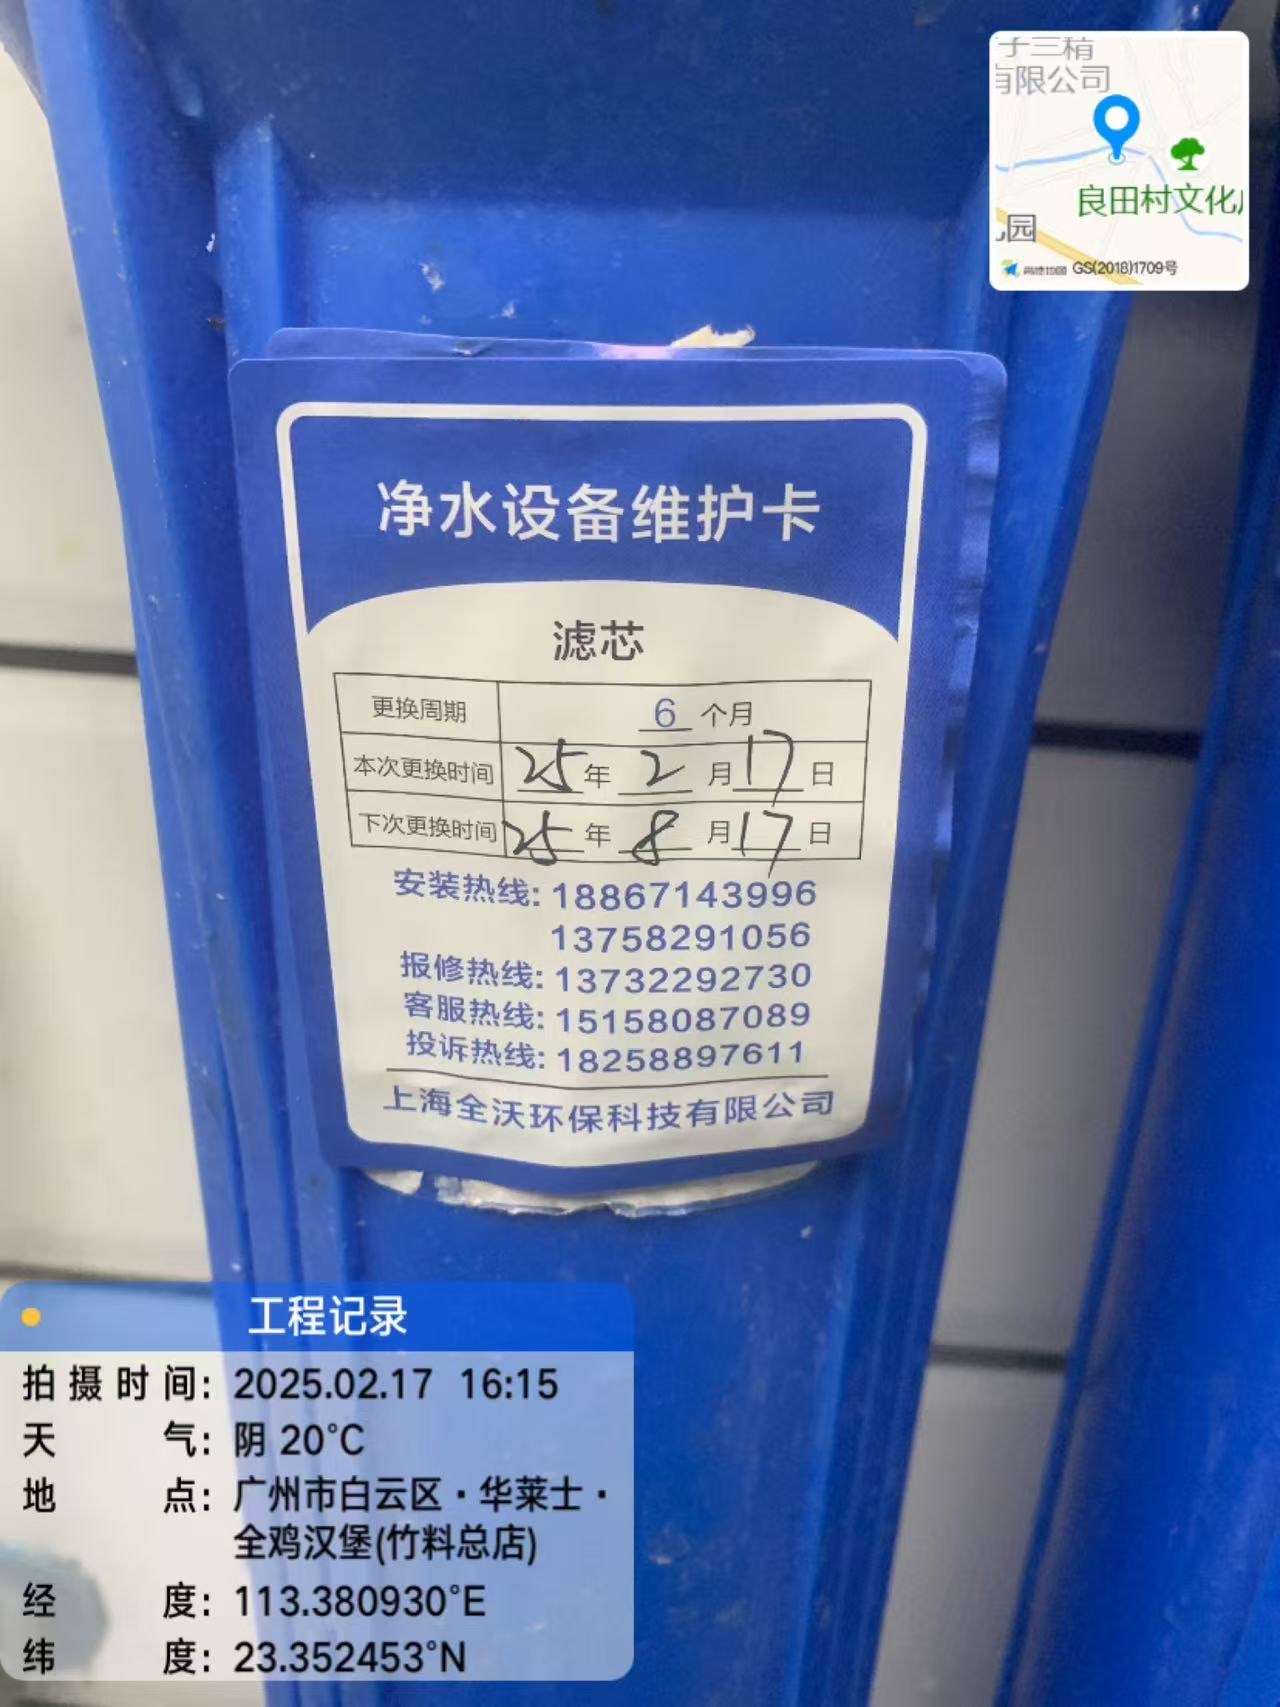 子三精
有限公司
良田村文化
园
高德地图 GS(2018)1709号
净水设备维护卡
滤芯
更换周期 6 个月
本次更换时间 25 年 2 月 17 日
下次更换时间 25 年 8 月 17 日
安装热线: 18867143996
13758291056
报修热线: 13732292730
客服热线: 15158087089
投诉热线: 18258897611
上海全沃环保科技有限公司
工程记录
拍摄时间: 2025.02.17 16:15
天气: 阴 20°C
地点: 广州市白云区·华莱士·
全鸡汉堡(竹料总店)
经度: 113.380930°E
纬度: 23.352453°N